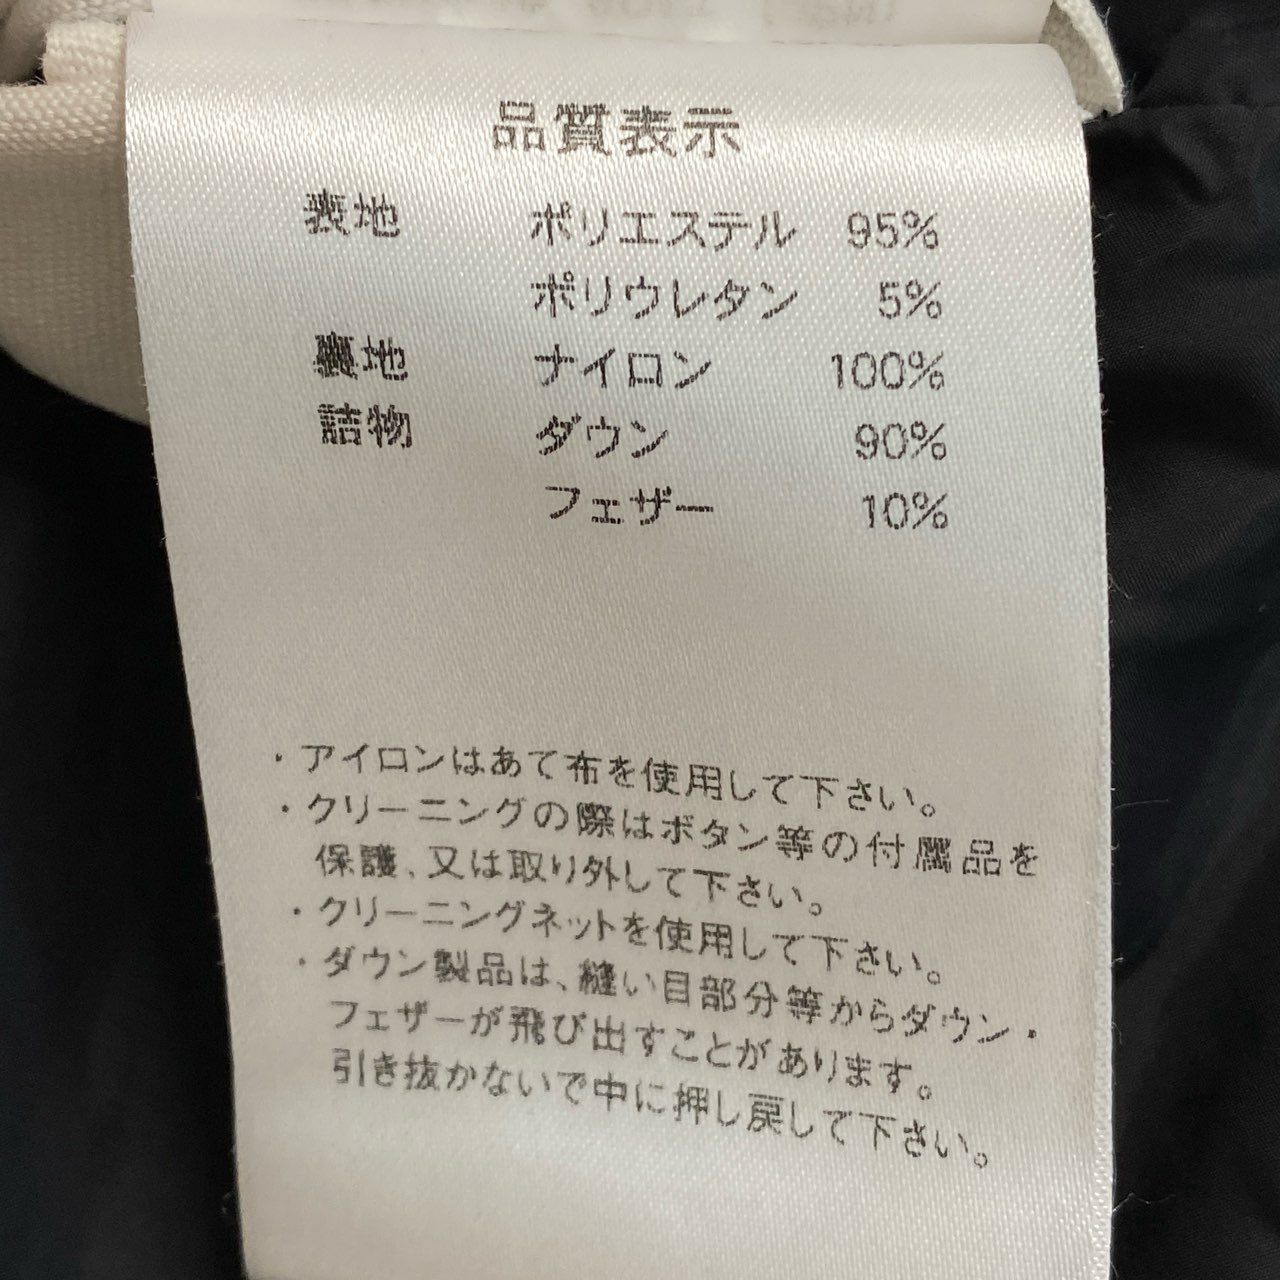 品質表示
表地 ポリエステル 95%
ポリウレタン 5%
裏地 ナイロン 100%
詰物 ダウン 90%
フェザー 10%
・アイロンはあて布を使用して下さい。
・クリーニングの際はボタン等の付属品を
保護、又は取り外して下さい。
・クリーニングネットを使用して下さい。
・ダウン製品は、縫い目部分等からダウン・
フェザーが飛び出すことがあります。
引き抜かないで中に押し戻して下さい。